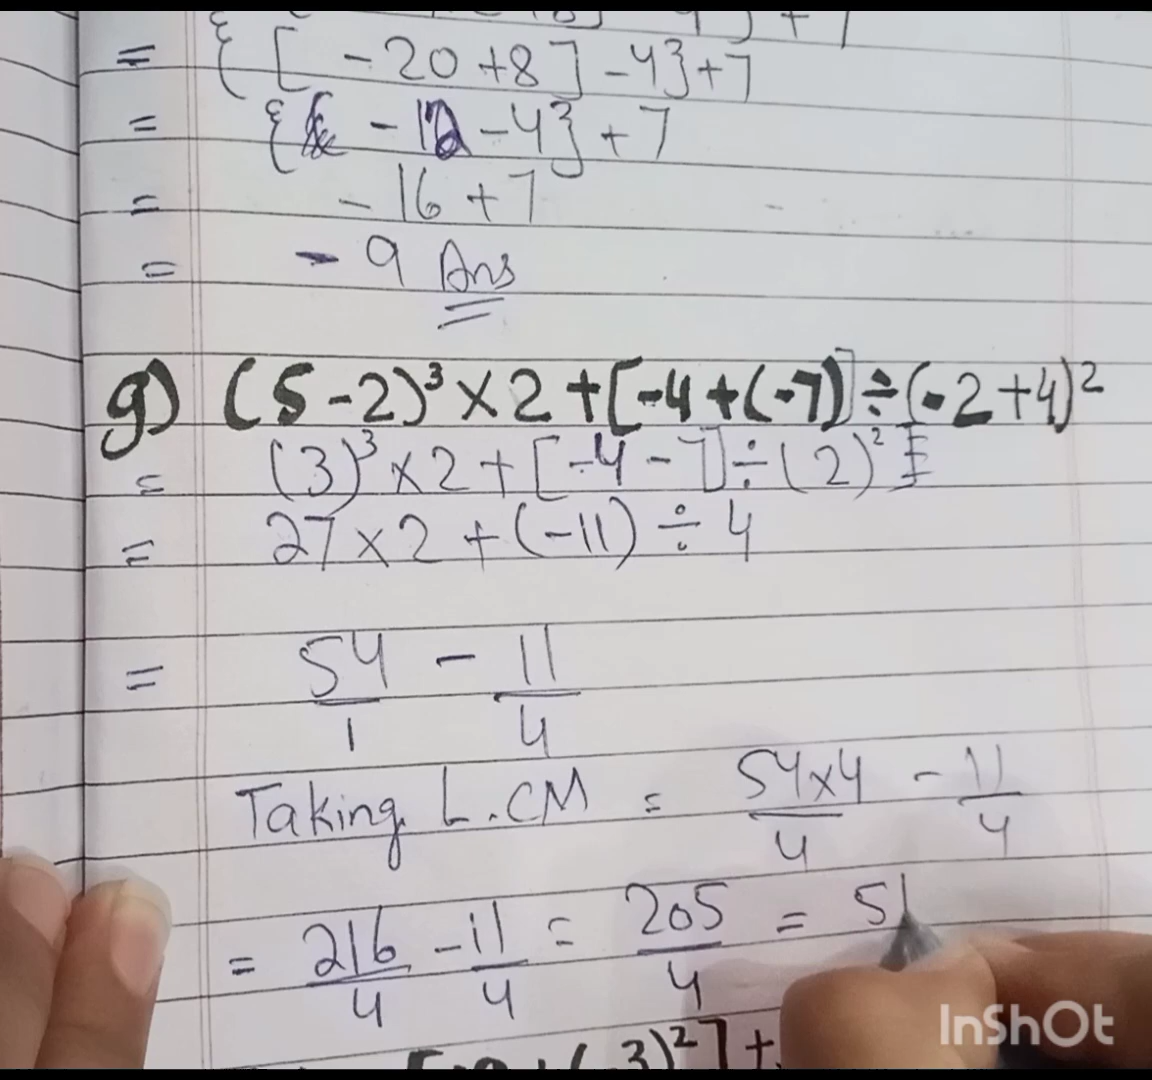 = {[-20+8]-4}+7
= {-12-4}+7
= -16+7
= -9 Ans
g) (5-2)³×2+[-4+(-7)]÷(-2+4)²
= (3)³×2+[-4-7]÷(2)²
= 27×2+(-11)÷4
= 54/1 - 11/4
Taking L.CM = 54×4/4 - 11/4
= 216/4 - 11/4 = 205/4 = 51
InShOt